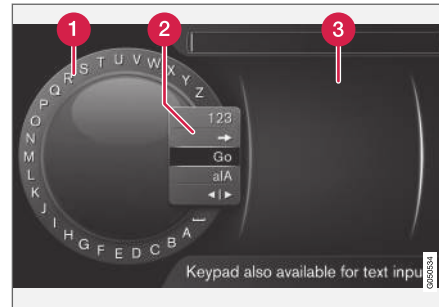 1
2
3
A B C D E F G H I J K L M N O P Q R S T U V W X Y Z
123
➡
Go
a|A
◂|▸
Keypad also available for text inpu
G050534